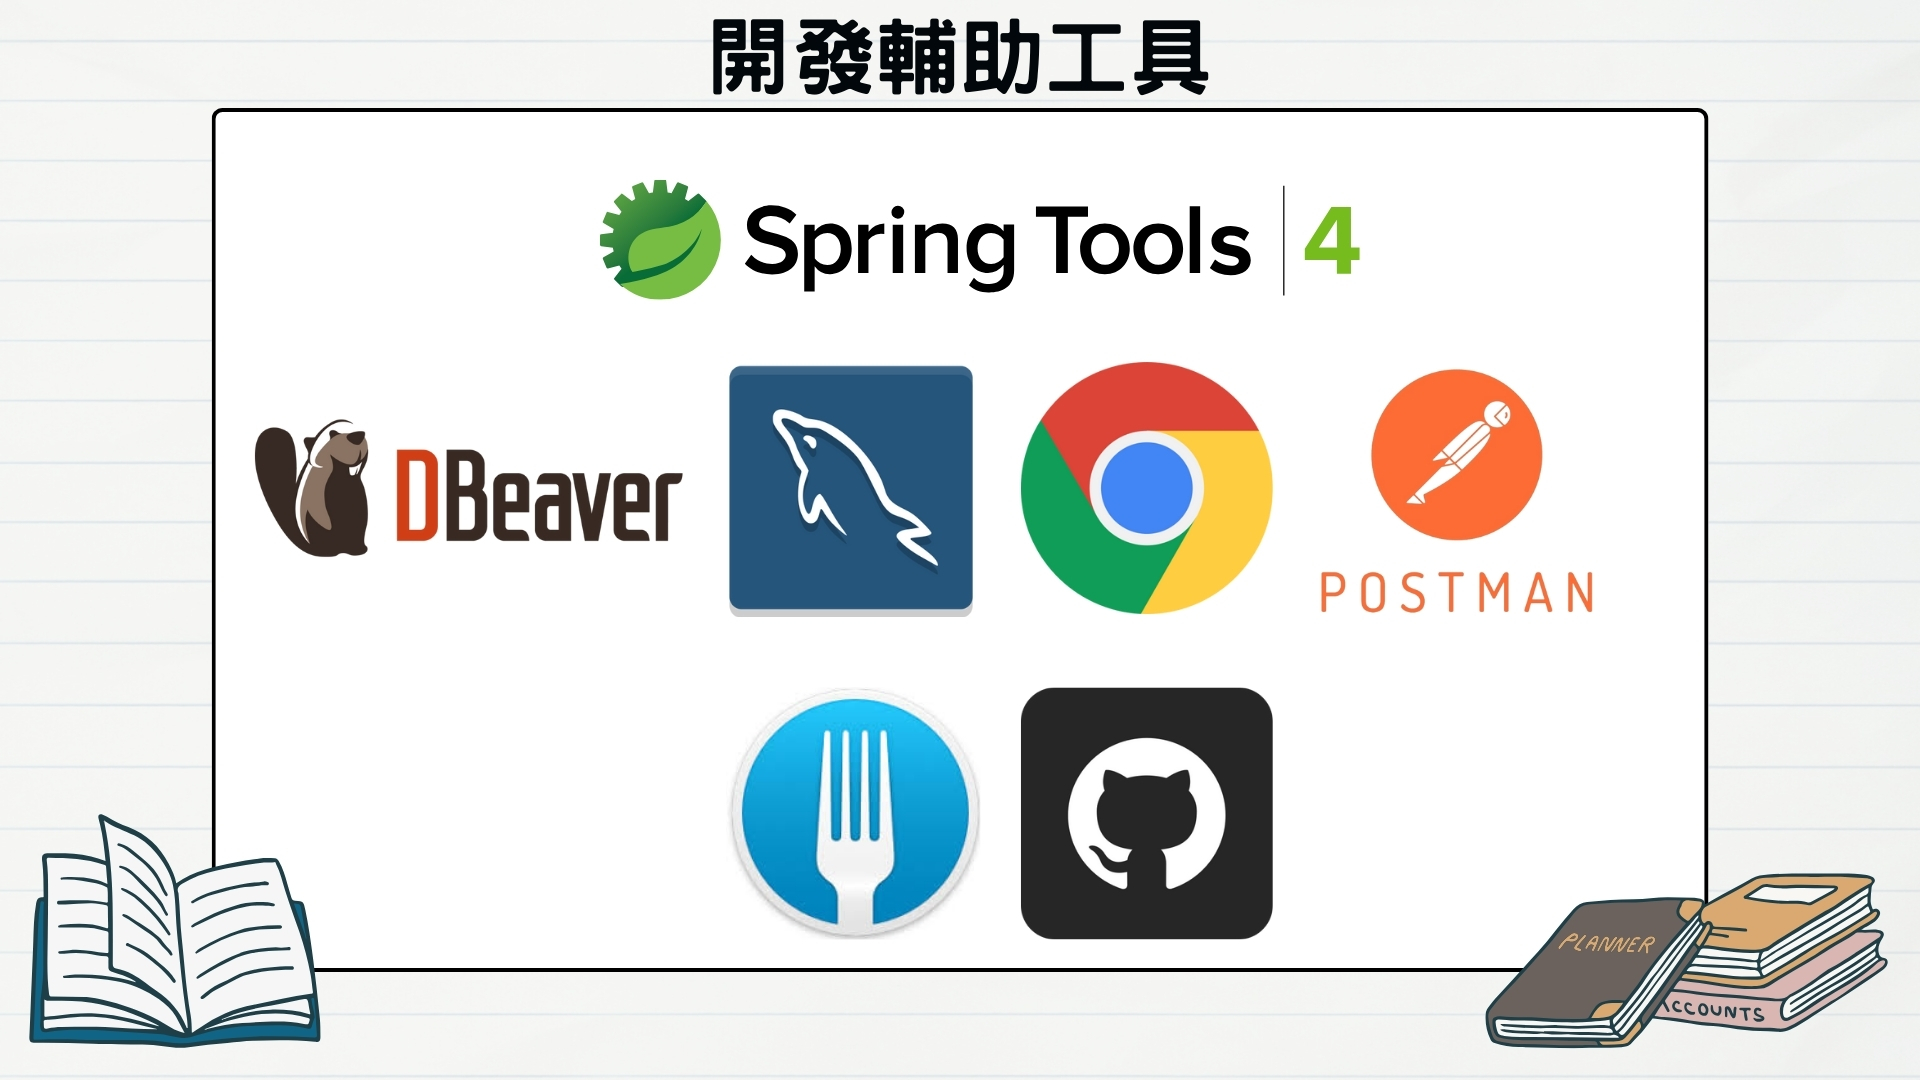 開發輔助工具
Spring Tools 4
DBeaver
POSTMAN
PLANNER
ACCOUNTS